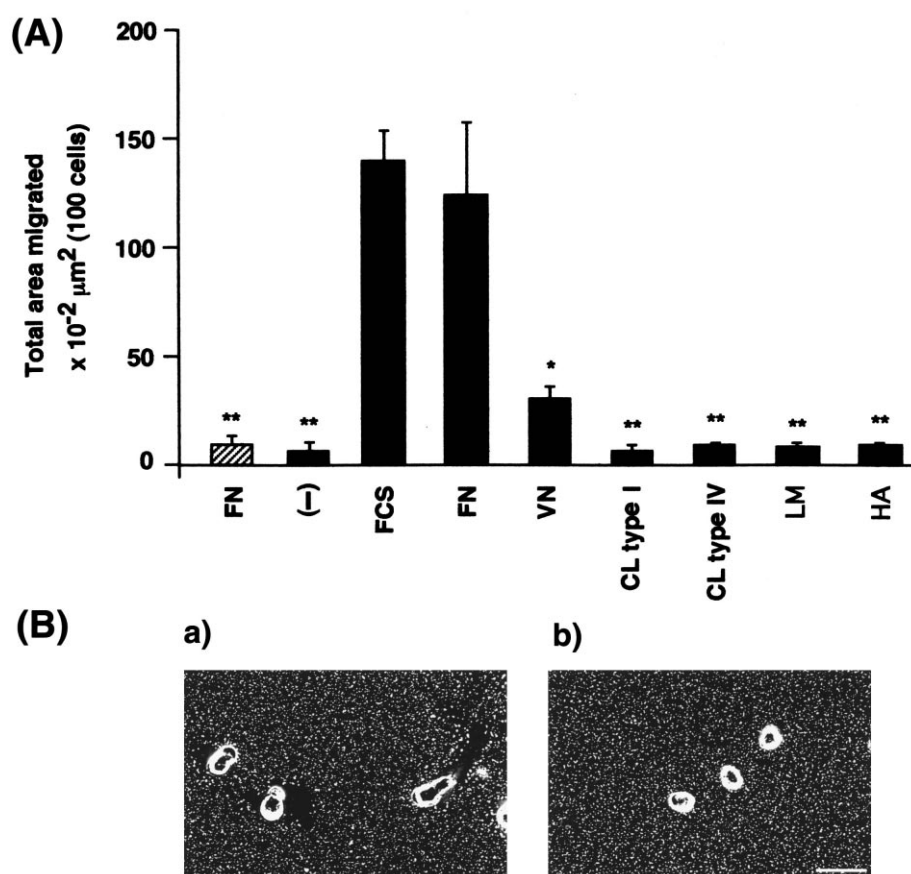 (A)
200
150
100
50
0
Total area migrated
x 10⁻² μm² (100 cells)
**
**
*
**
**
**
**
FN
(–)
FCS
FN
VN
CL type I
CL type IV
LM
HA
(B)
a)
b)